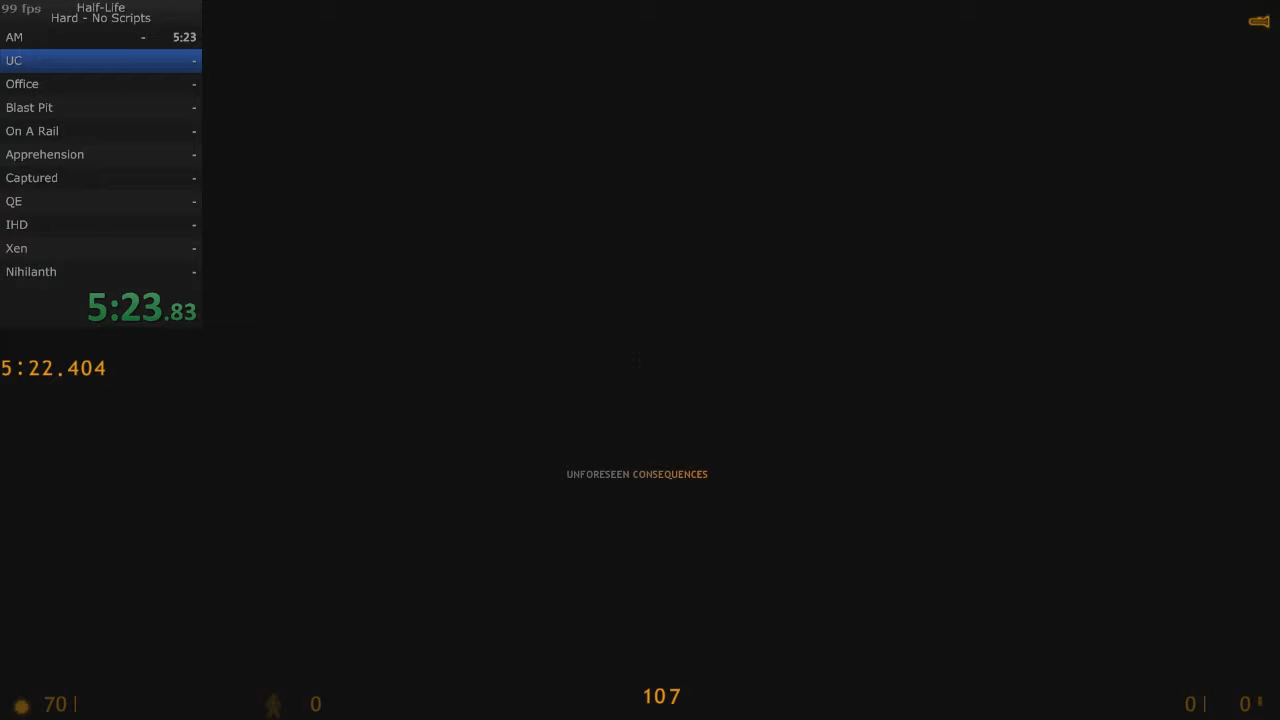 99 fps
Half-Life
Hard - No Scripts
AM - 5:23
UC -
Office -
Blast Pit -
On A Rail -
Apprehension -
Captured -
QE -
IHD -
Xen -
Nihilanth -
5:23.83
5:22.404
UNFORESEEN CONSEQUENCES
70 | 0 107 0 | 0